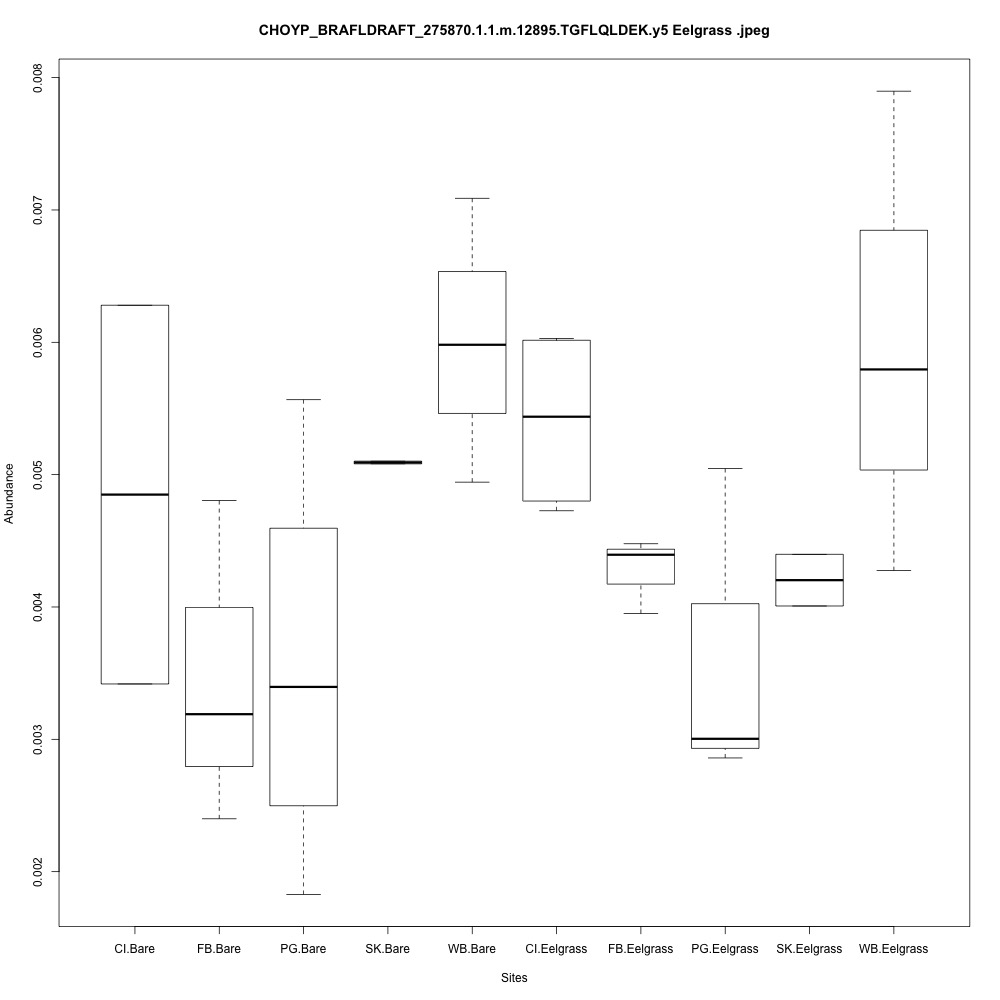 CHOYP_BRAFLDRAFT_275870.1.1.m.12895.TGFLQLDEK.y5 Eelgrass .jpeg
0.008
0.007
0.006
0.005
0.004
0.003
0.002
Abundance
CI.Bare FB.Bare PG.Bare SK.Bare WB.Bare CI.Eelgrass FB.Eelgrass PG.Eelgrass SK.Eelgrass WB.Eelgrass
Sites